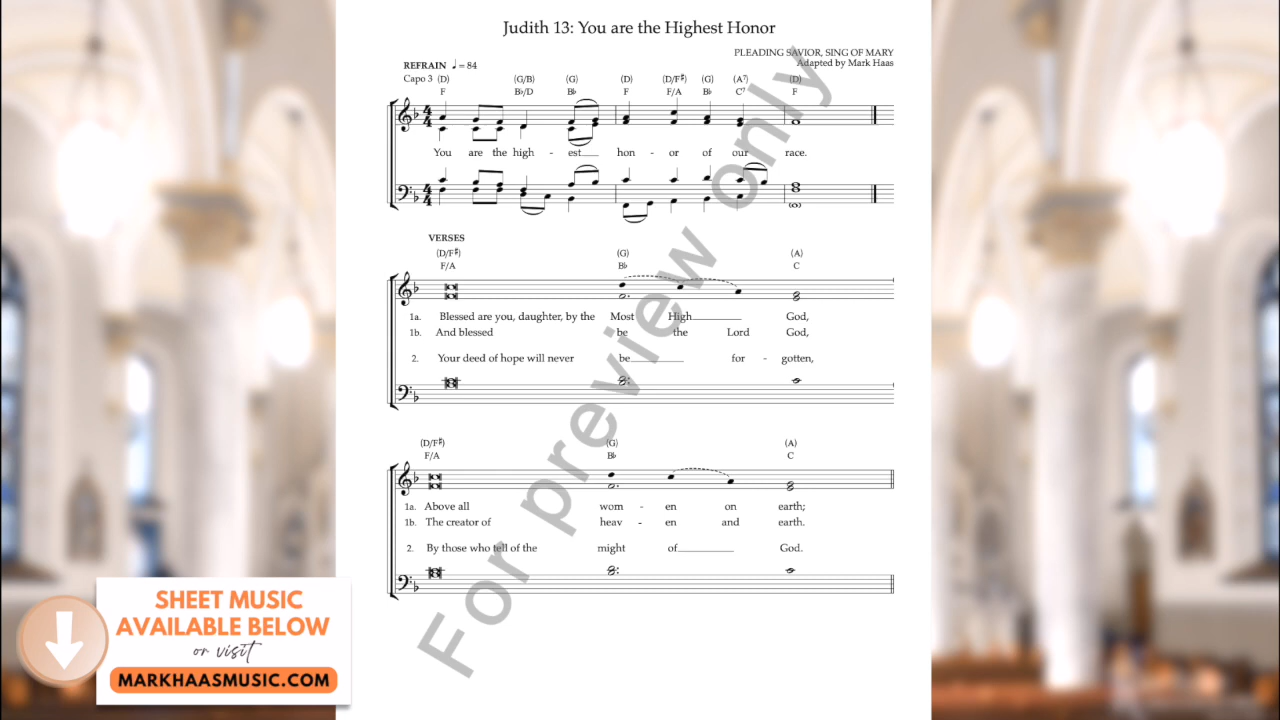 Judith 13: You are the Highest Honor
PLEADING SAVIOR, SING OF MARY
Adapted by Mark Haas
REFRAIN ♩ = 84
Capo 3 (D) (G/B) (G) (D) (D/F♯) (G) (A⁷) (D)
F B♭/D B♭ F F/A B♭ C⁷ F
You are the high - est___ hon - or of our race.
VERSES
(D/F♯) (G) (A)
F/A B♭ C
1a. Blessed are you, daughter, by the Most High___ God,
1b. And blessed be the Lord God,
2. Your deed of hope will never be___ for - gotten,
(D/F♯) (G) (A)
F/A B♭ C
1a. Above all wom - en on earth;
1b. The creator of heav - en and earth.
2. By those who tell of the might of___ God.
For preview only
SHEET MUSIC
AVAILABLE BELOW
or visit
MARKHAASMUSIC.COM